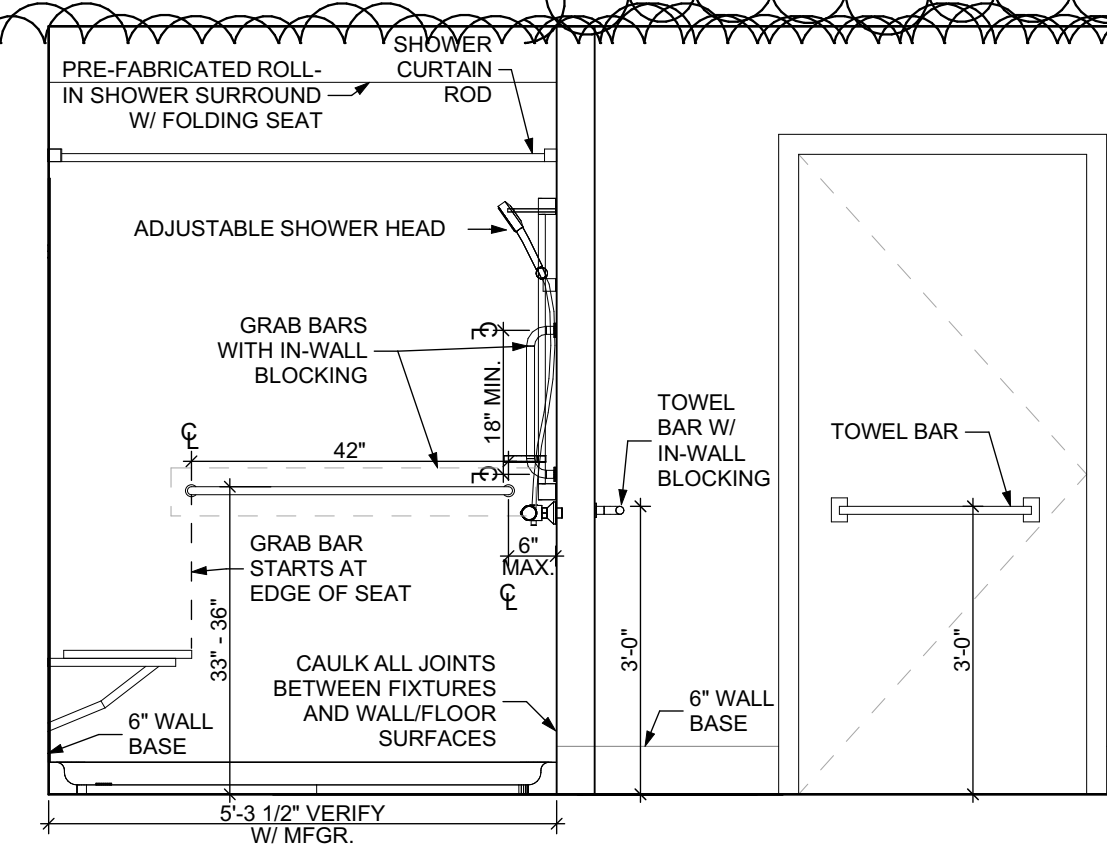 SHOWER
CURTAIN
ROD
PRE-FABRICATED ROLL-
IN SHOWER SURROUND
W/ FOLDING SEAT
ADJUSTABLE SHOWER HEAD
GRAB BARS
WITH IN-WALL
BLOCKING
18" MIN.
TOWEL
BAR W/
IN-WALL
BLOCKING
TOWEL BAR
℄
42"
℄
℄
6"
MAX.
℄
GRAB BAR
STARTS AT
EDGE OF SEAT
33" - 36"
3'-0"
3'-0"
CAULK ALL JOINTS
BETWEEN FIXTURES
AND WALL/FLOOR
SURFACES
6" WALL
BASE
6" WALL
BASE
5'-3 1/2" VERIFY
W/ MFGR.